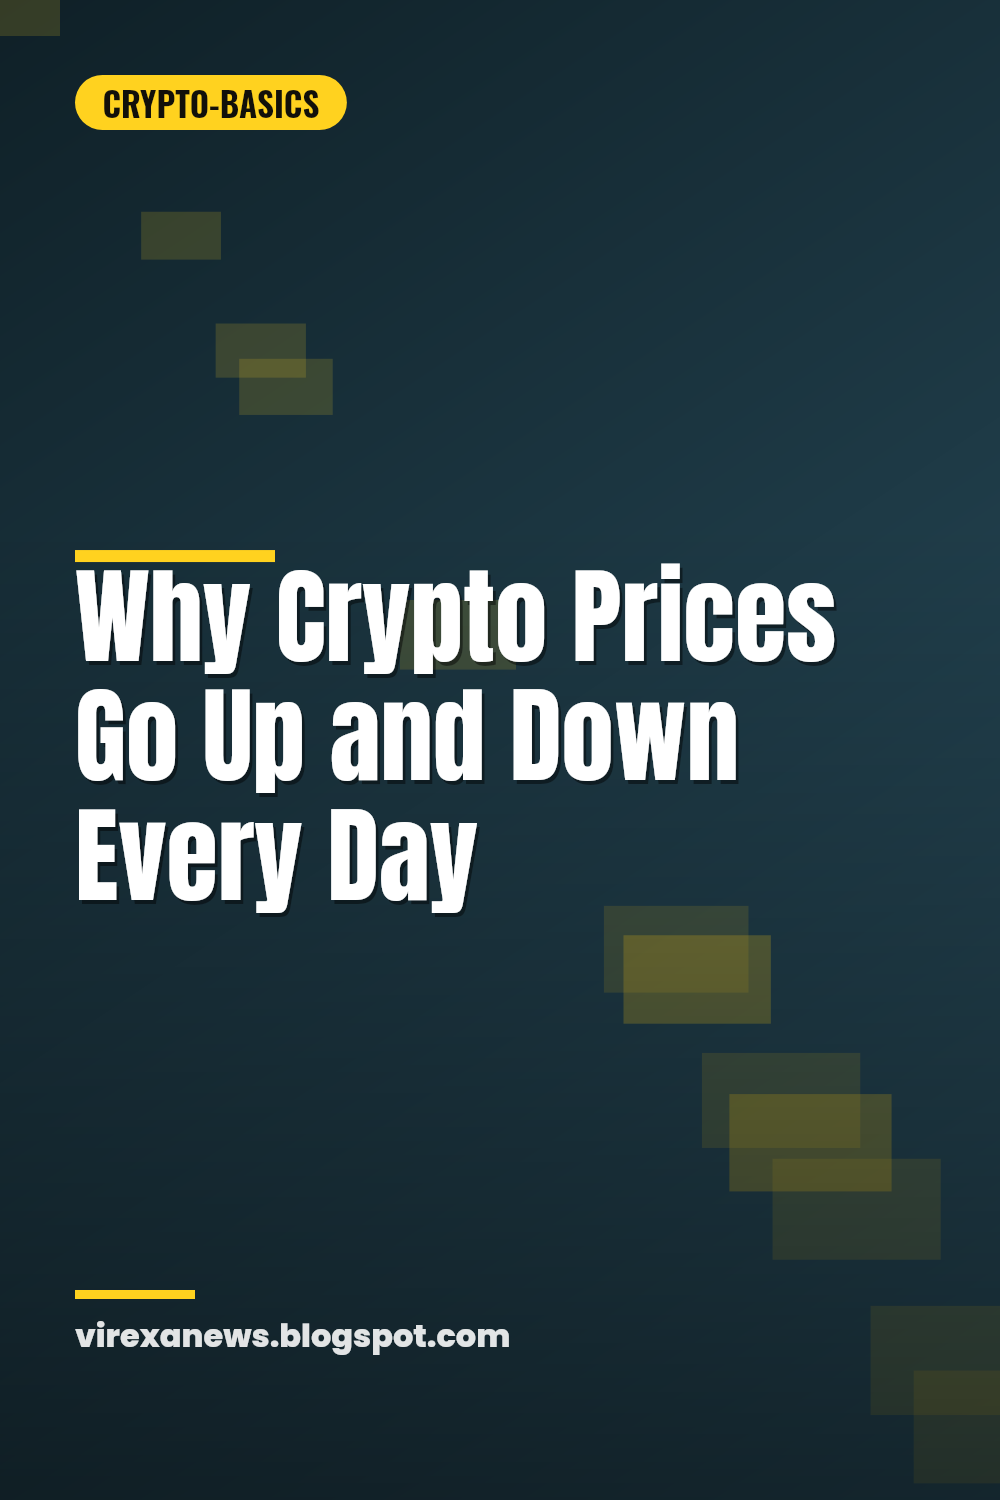 CRYPTO-BASICS
Why Crypto Prices
Go Up and Down
Every Day
virexanews.blogspot.com